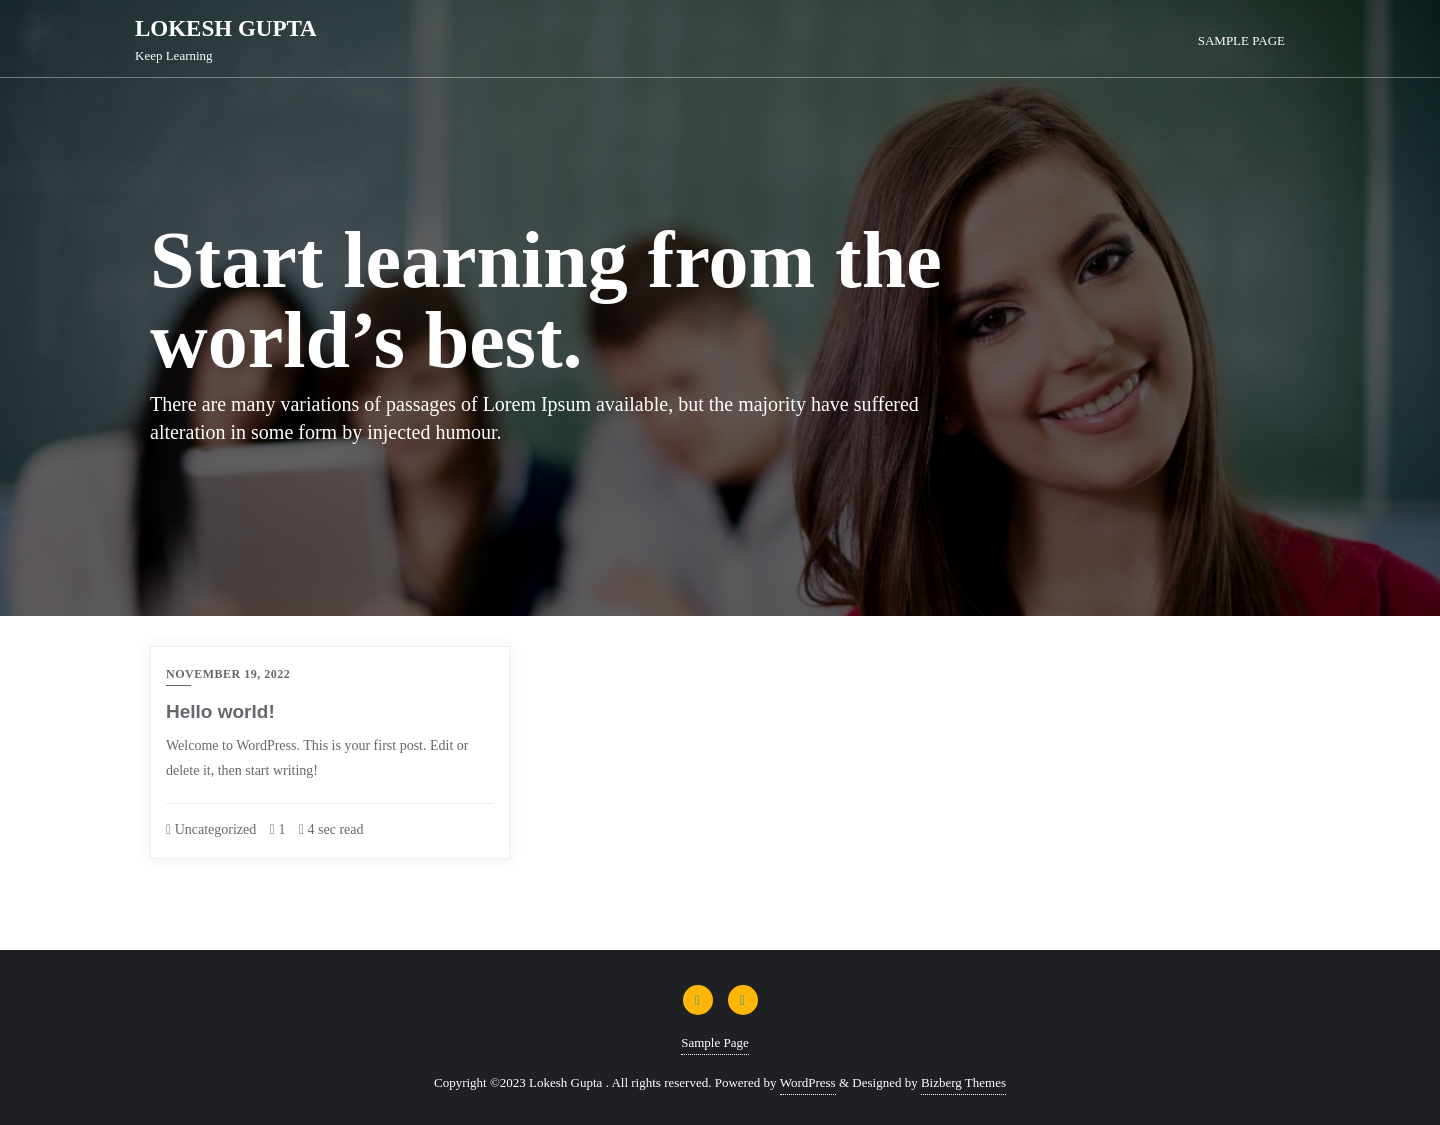 LOKESH GUPTA
Keep Learning
SAMPLE PAGE
Start learning from the
world’s best.
There are many variations of passages of Lorem Ipsum available, but the majority have suffered
alteration in some form by injected humour.
NOVEMBER 19, 2022
Hello world!
Welcome to WordPress. This is your first post. Edit or
delete it, then start writing!
Uncategorized 1 4 sec read
Sample Page
Copyright ©2023 Lokesh Gupta . All rights reserved. Powered by WordPress & Designed by Bizberg Themes